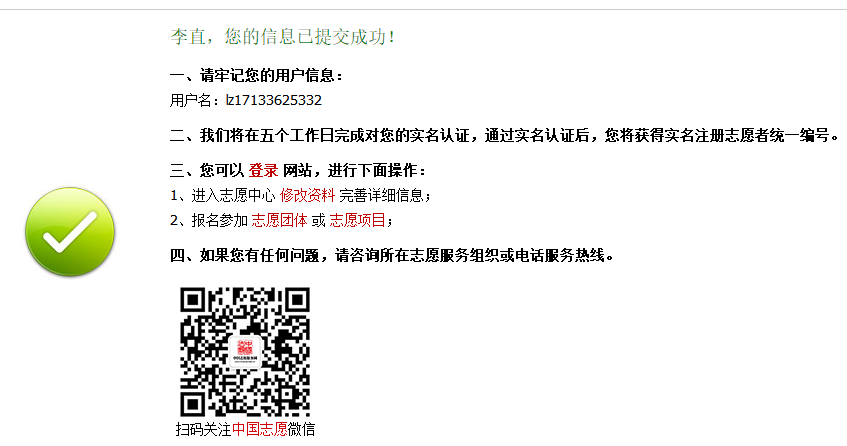 李直，您的信息已提交成功！
一、请牢记您的用户信息：
用户名：lz17133625332
二、我们将在五个工作日完成对您的实名认证，通过实名认证后，您将获得实名注册志愿者统一编号。
三、您可以 登录 网站，进行下面操作：
1、进入志愿中心 修改资料 完善详细信息；
2、报名参加 志愿团体 或 志愿项目；
四、如果您有任何问题，请咨询所在志愿服务组织或电话服务热线。
扫码关注中国志愿微信